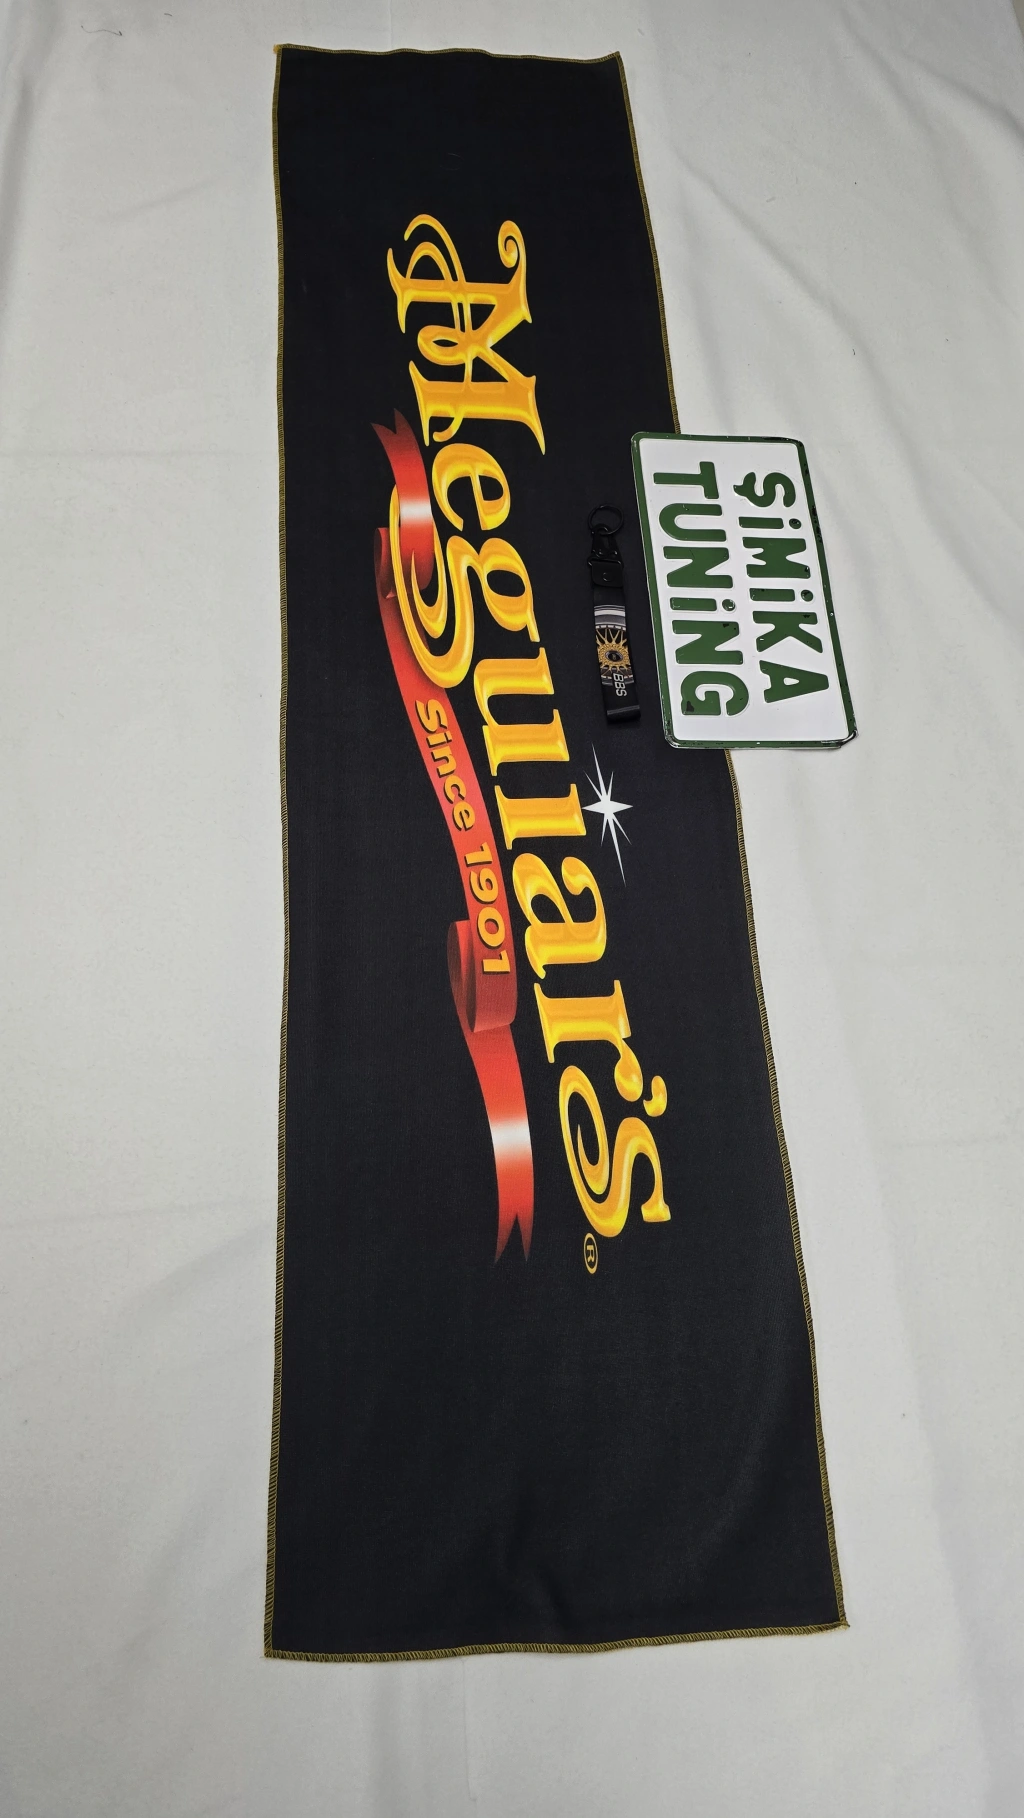 Meguiar's®
Since 1901
BBS
ŞiMiKA
TUNiNG